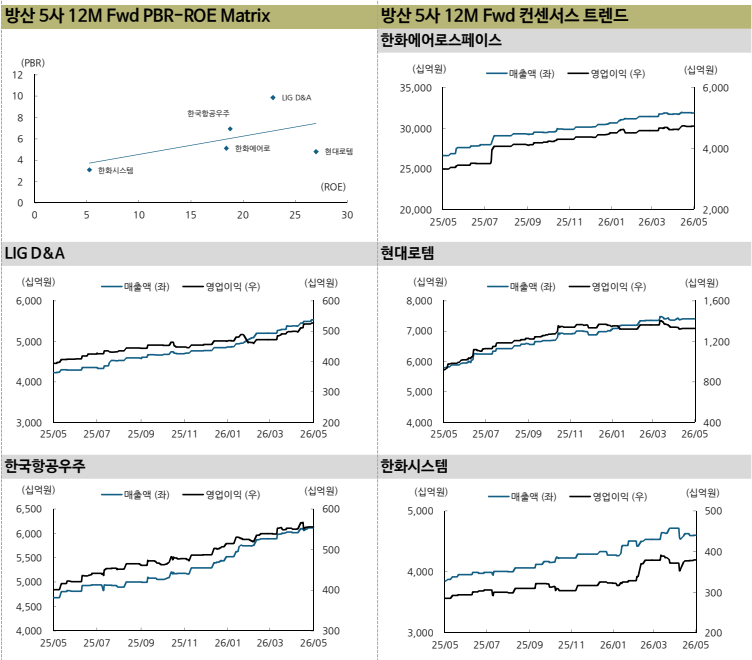 방산 5사 12M Fwd PBR-ROE Matrix
(PBR)
12
10
8
6
4
2
0
0 5 10 15 20 25 30
(ROE)
LIG D&A
한국항공우주
한화에어로
현대로템
한화시스템
방산 5사 12M Fwd 컨센서스 트렌드
한화에어로스페이스
(십억원) (십억원)
매출액 (좌) 영업이익 (우)
35,000 6,000
30,000 4,000
25,000
20,000 2,000
25/05 25/07 25/09 25/11 26/01 26/03 26/05
LIG D&A
(십억원) (십억원)
매출액 (좌) 영업이익 (우)
6,000 600
5,000 500
4,000 400
3,000 300
200
25/05 25/07 25/09 25/11 26/01 26/03 26/05
현대로템
(십억원) (십억원)
매출액 (좌) 영업이익 (우)
8,000 1,600
7,000 1,200
6,000 800
5,000 400
4,000
25/05 25/07 25/09 25/11 26/01 26/03 26/05
한국항공우주
(십억원) (십억원)
매출액 (좌) 영업이익 (우)
6,500 600
6,000 500
5,500 400
5,000 300
4,500
4,000
25/05 25/07 25/09 25/11 26/01 26/03 26/05
한화시스템
(십억원) (십억원)
매출액 (좌) 영업이익 (우)
5,000 500
4,000 400
3,000 300
200
25/05 25/07 25/09 25/11 26/01 26/03 26/05